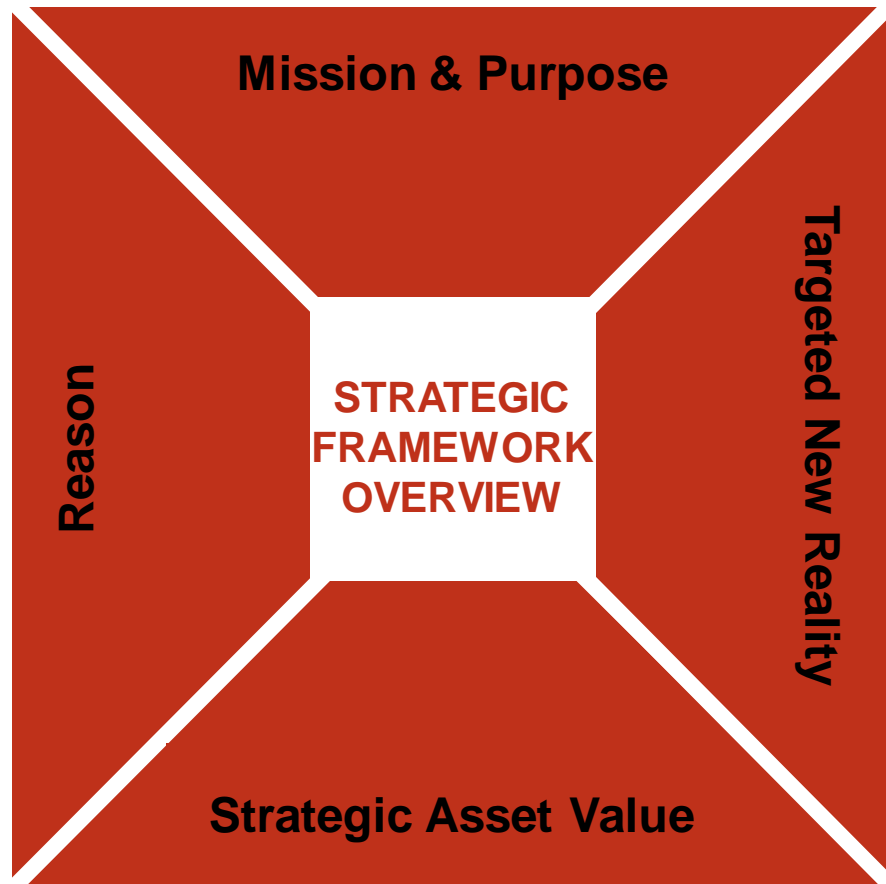 Mission & Purpose
Reason
STRATEGIC
FRAMEWORK
OVERVIEW
Targeted New Reality
Strategic Asset Value